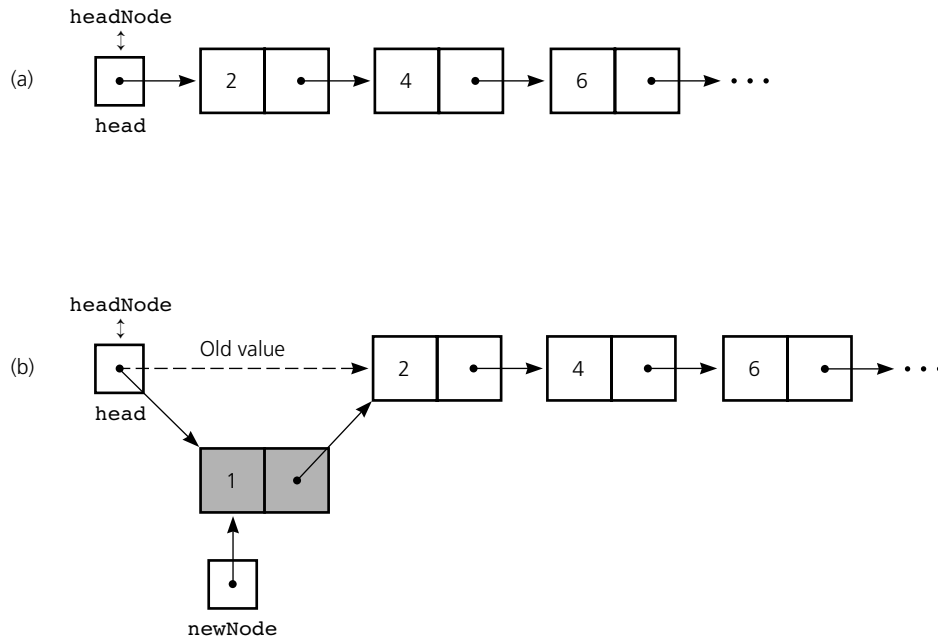 headNode
(a)
2 4 6 • • •
head
headNode
(b)
Old value
2 4 6 • • •
head
1
newNode